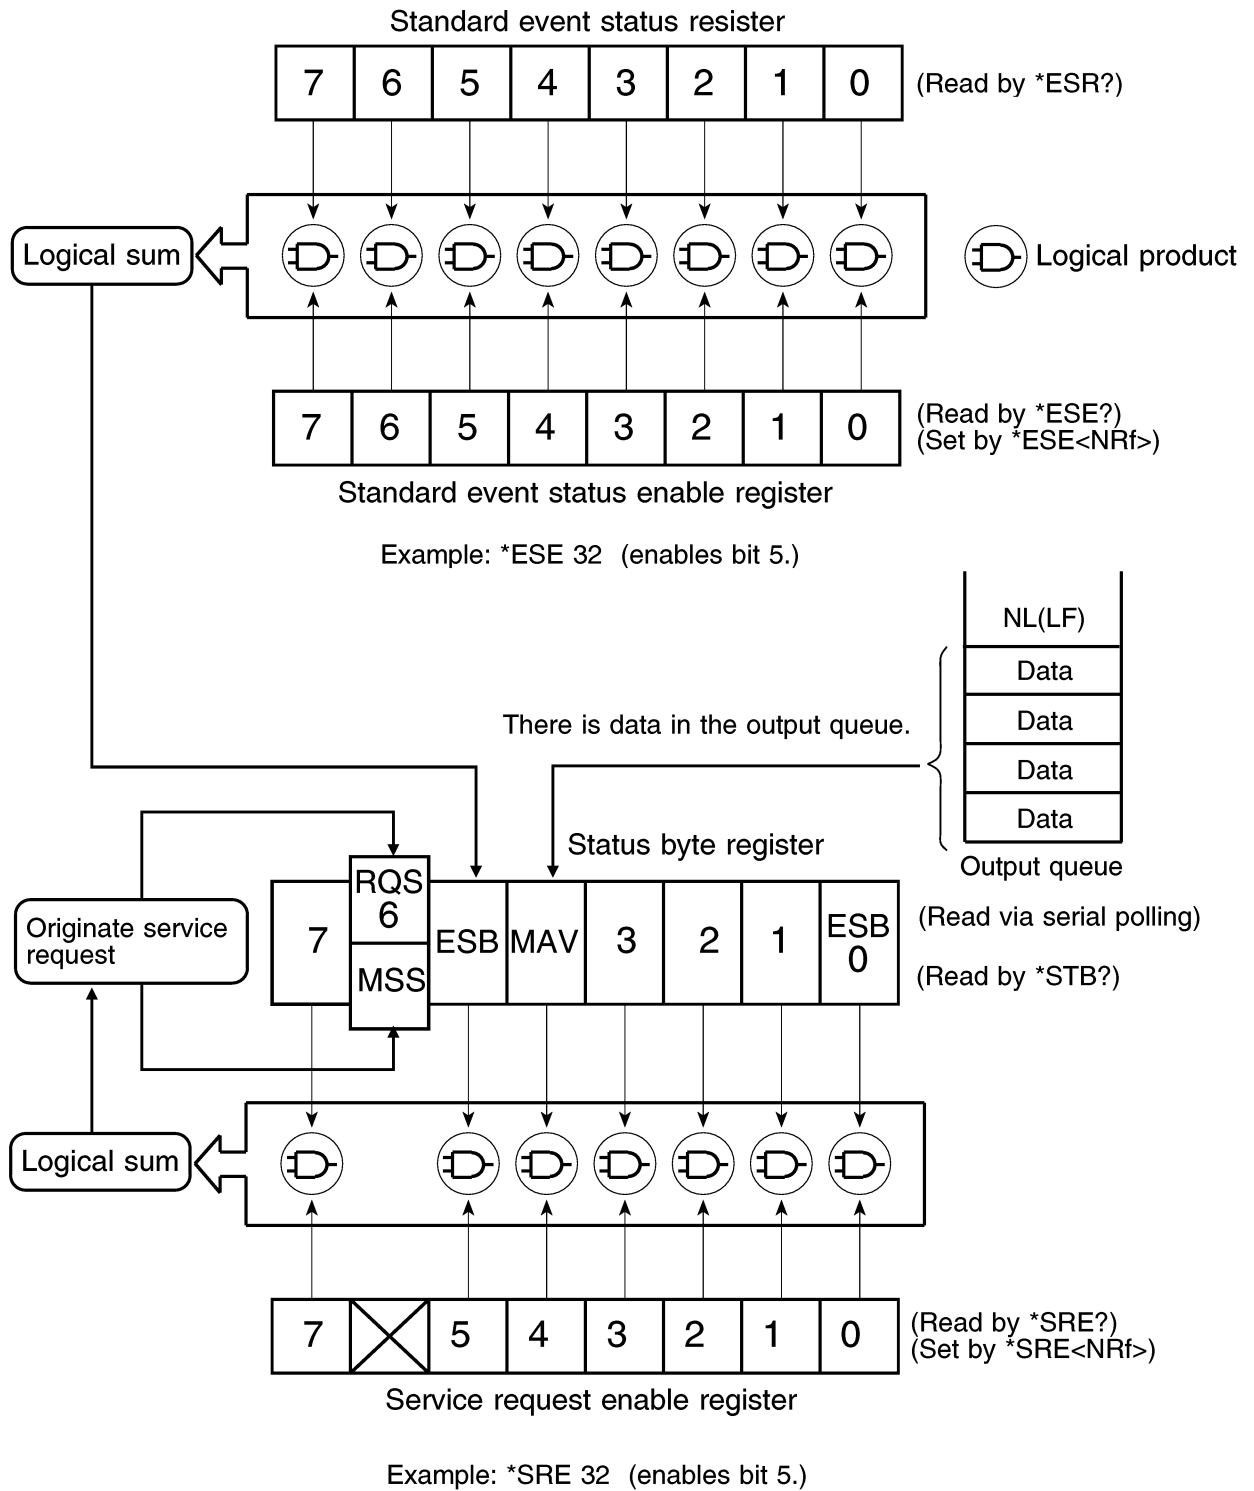 Standard event status resister
7 6 5 4 3 2 1 0
(Read by *ESR?)
Logical sum
Logical product
7 6 5 4 3 2 1 0
(Read by *ESE?)
(Set by *ESE<NRf>)
Standard event status enable register
Example: *ESE 32 (enables bit 5.)
NL(LF)
Data
Data
Data
Data
Output queue
There is data in the output queue.
Status byte register
Originate service
request
7
RQS
6
MSS
ESB
MAV
3
2
1
ESB
0
(Read via serial polling)
(Read by *STB?)
Logical sum
7 5 4 3 2 1 0
(Read by *SRE?)
(Set by *SRE<NRf>)
Service request enable register
Example: *SRE 32 (enables bit 5.)